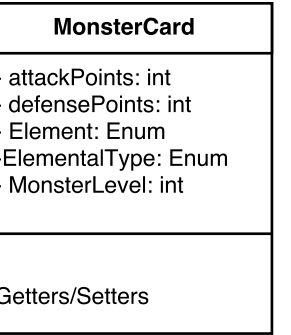 MonsterCard
- attackPoints: int
- defensePoints: int
- Element: Enum
-ElementalType: Enum
- MonsterLevel: int
Getters/Setters